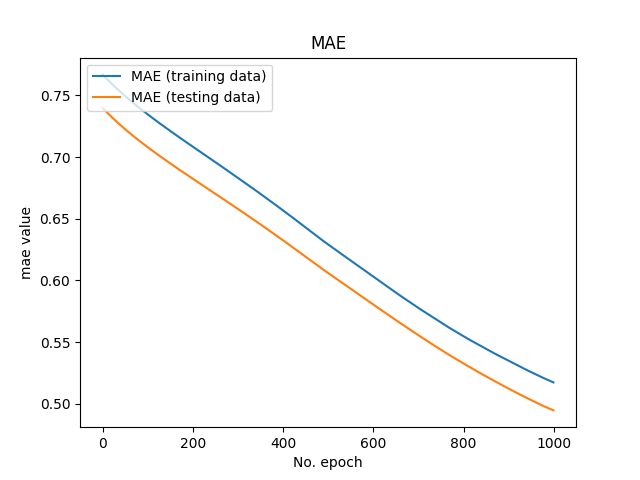 MAE
MAE (training data)
MAE (testing data)
0.75
0.70
0.65
0.60
0.55
0.50
mae value
0 200 400 600 800 1000
No. epoch